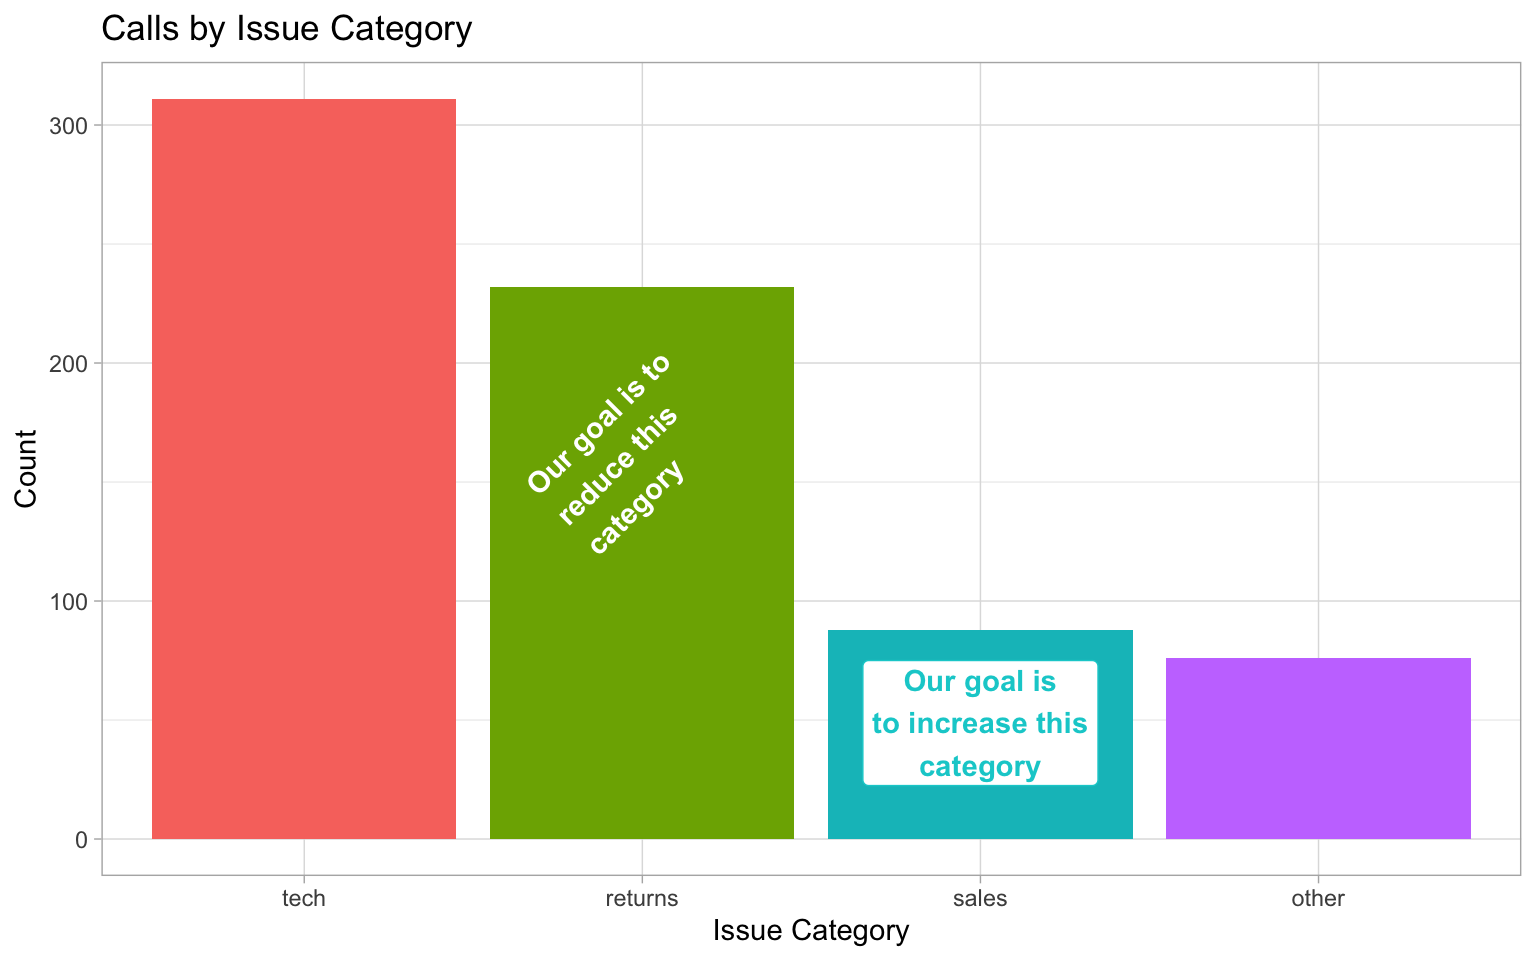 Calls by Issue Category
Count
300
200
100
0
Our goal is to
reduce this
category
Our goal is
to increase this
category
tech
returns
sales
other
Issue Category